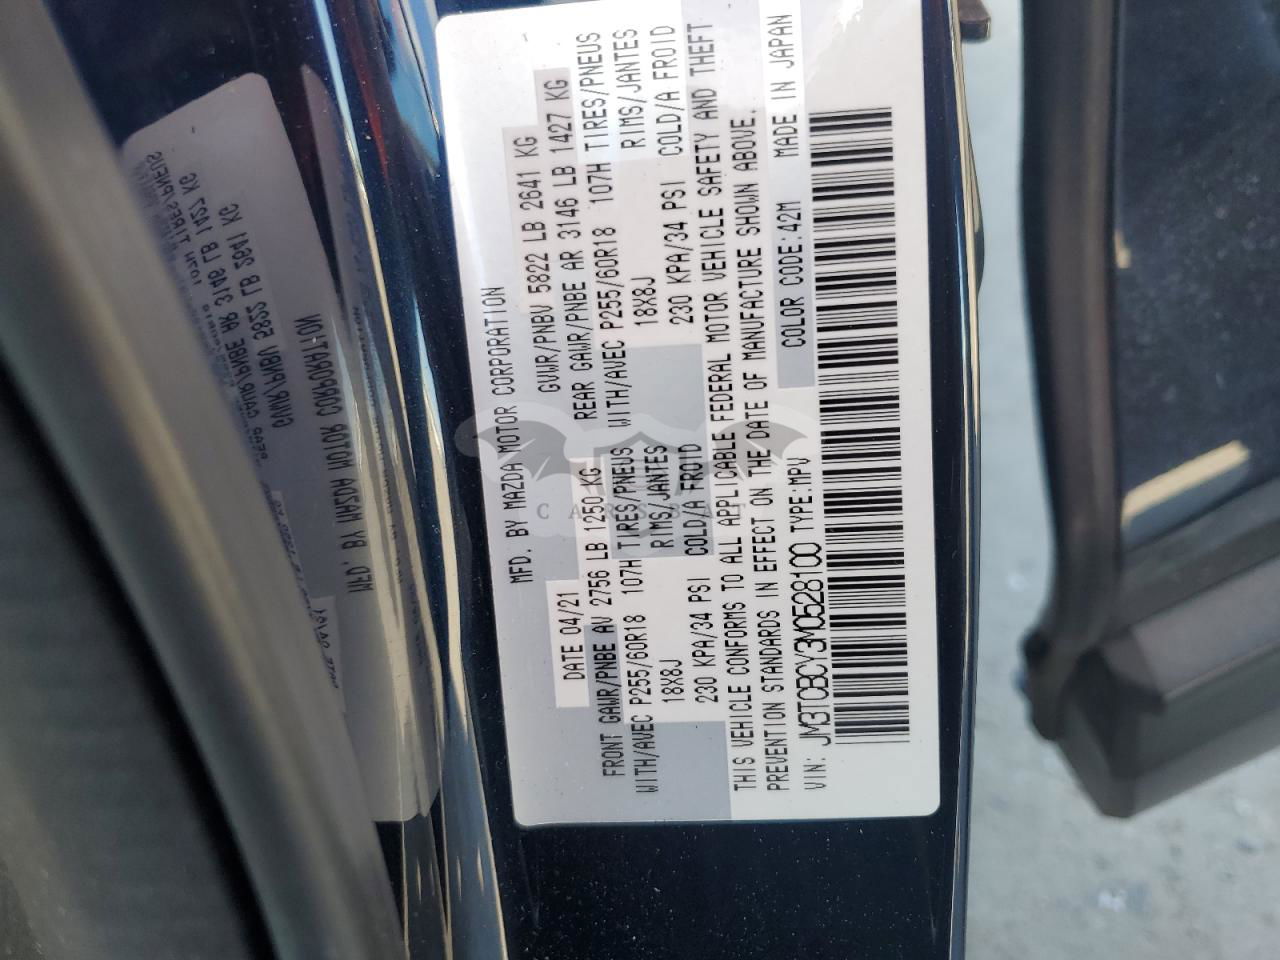 MFD. BY MAZDA MOTOR CORPORATION
DATE 04/21 GVWR/PNBV 5822 LB 2641 KG
FRONT GAWR/PNBE AV 2756 LB 1250 KG REAR GAWR/PNBE AR 3146 LB 1427 KG
WITH/AVEC P255/60R18 107H TIRES/PNEUS WITH/AVEC P255/60R18 107H TIRES/PNEUS
18X8J RIMS/JANTES 18X8J RIMS/JANTES
230 KPA/34 PSI COLD/A FROID 230 KPA/34 PSI COLD/A FROID
THIS VEHICLE CONFORMS TO ALL APPLICABLE FEDERAL MOTOR VEHICLE SAFETY AND THEFT
PREVENTION STANDARDS IN EFFECT ON THE DATE OF MANUFACTURE SHOWN ABOVE.
COLOR CODE:42M MADE IN JAPAN
VIN: JM3TCBCY3M0528100 TYPE:MPV
CARSBAT